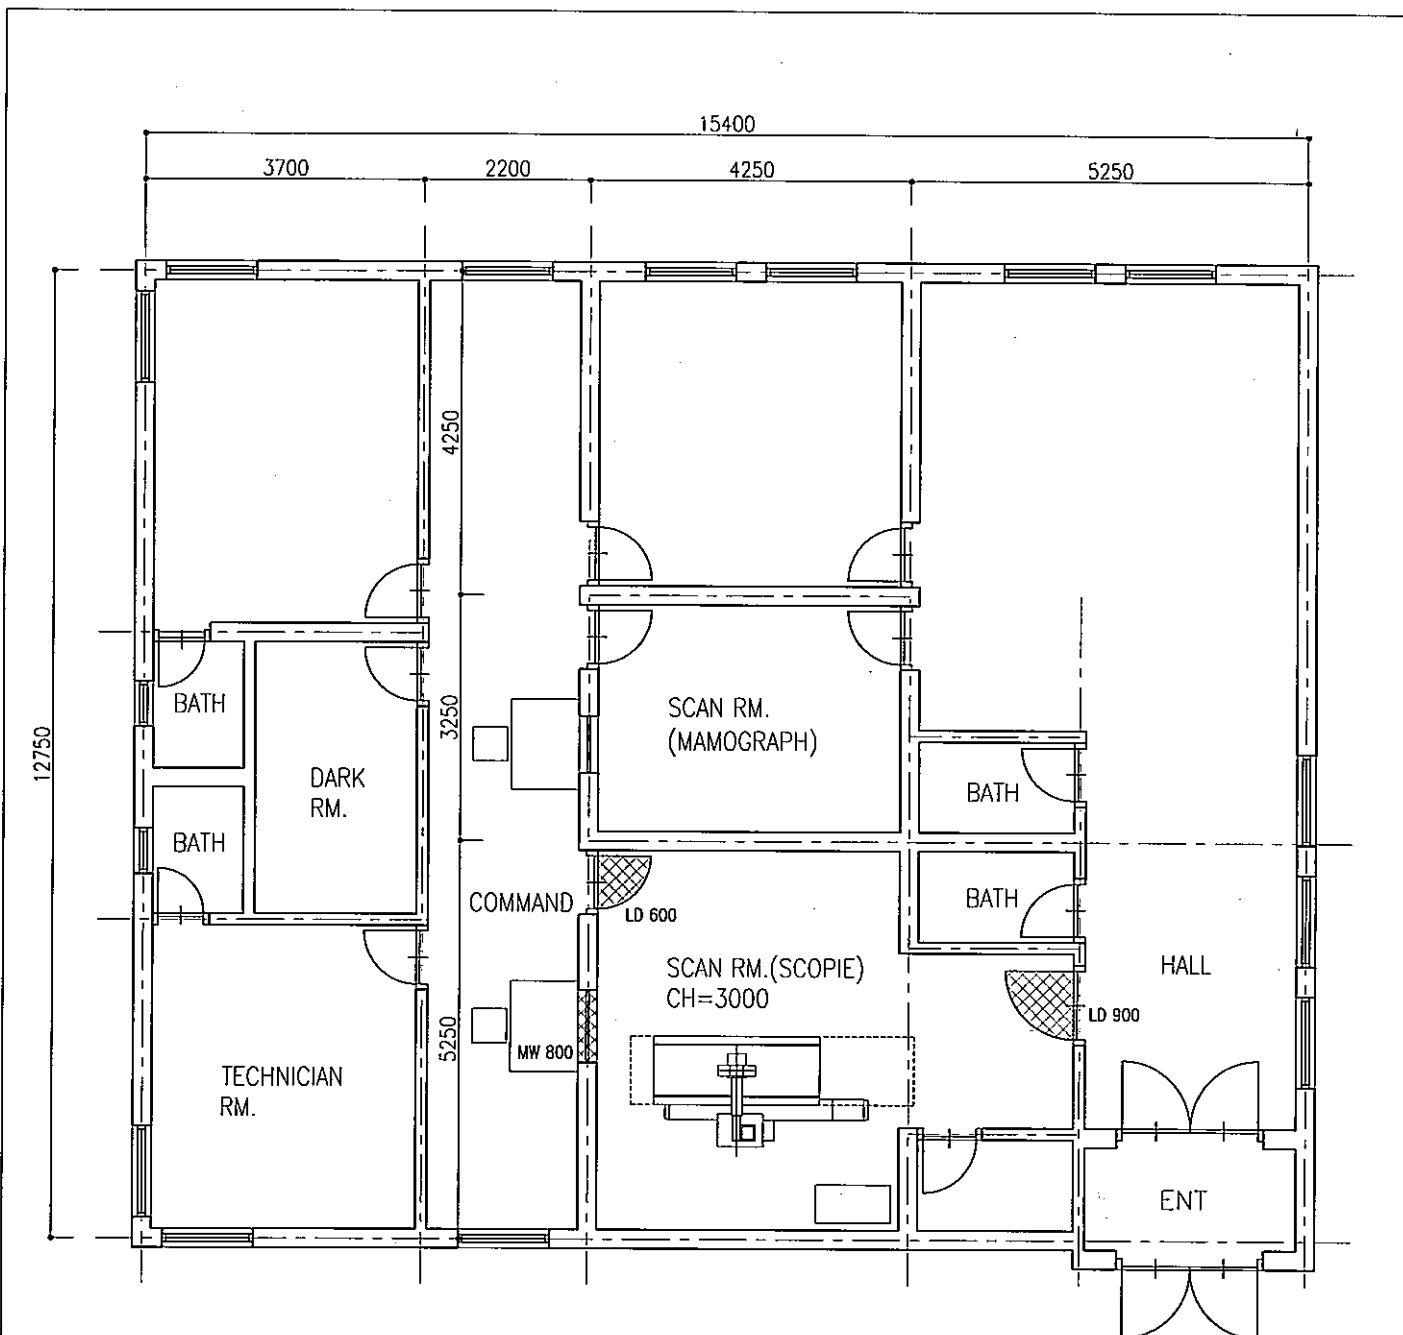 15400
3700
2200
4250
5250
4250
12750
3250
BATH
SCAN RM.
(MAMOGRAPH)
DARK
RM.
BATH
BATH
COMMAND
LD 600
BATH
SCAN RM.(SCOPIE)
CH=3000
HALL
LD 900
5250
MW 800
TECHNICIAN
RM.
ENT